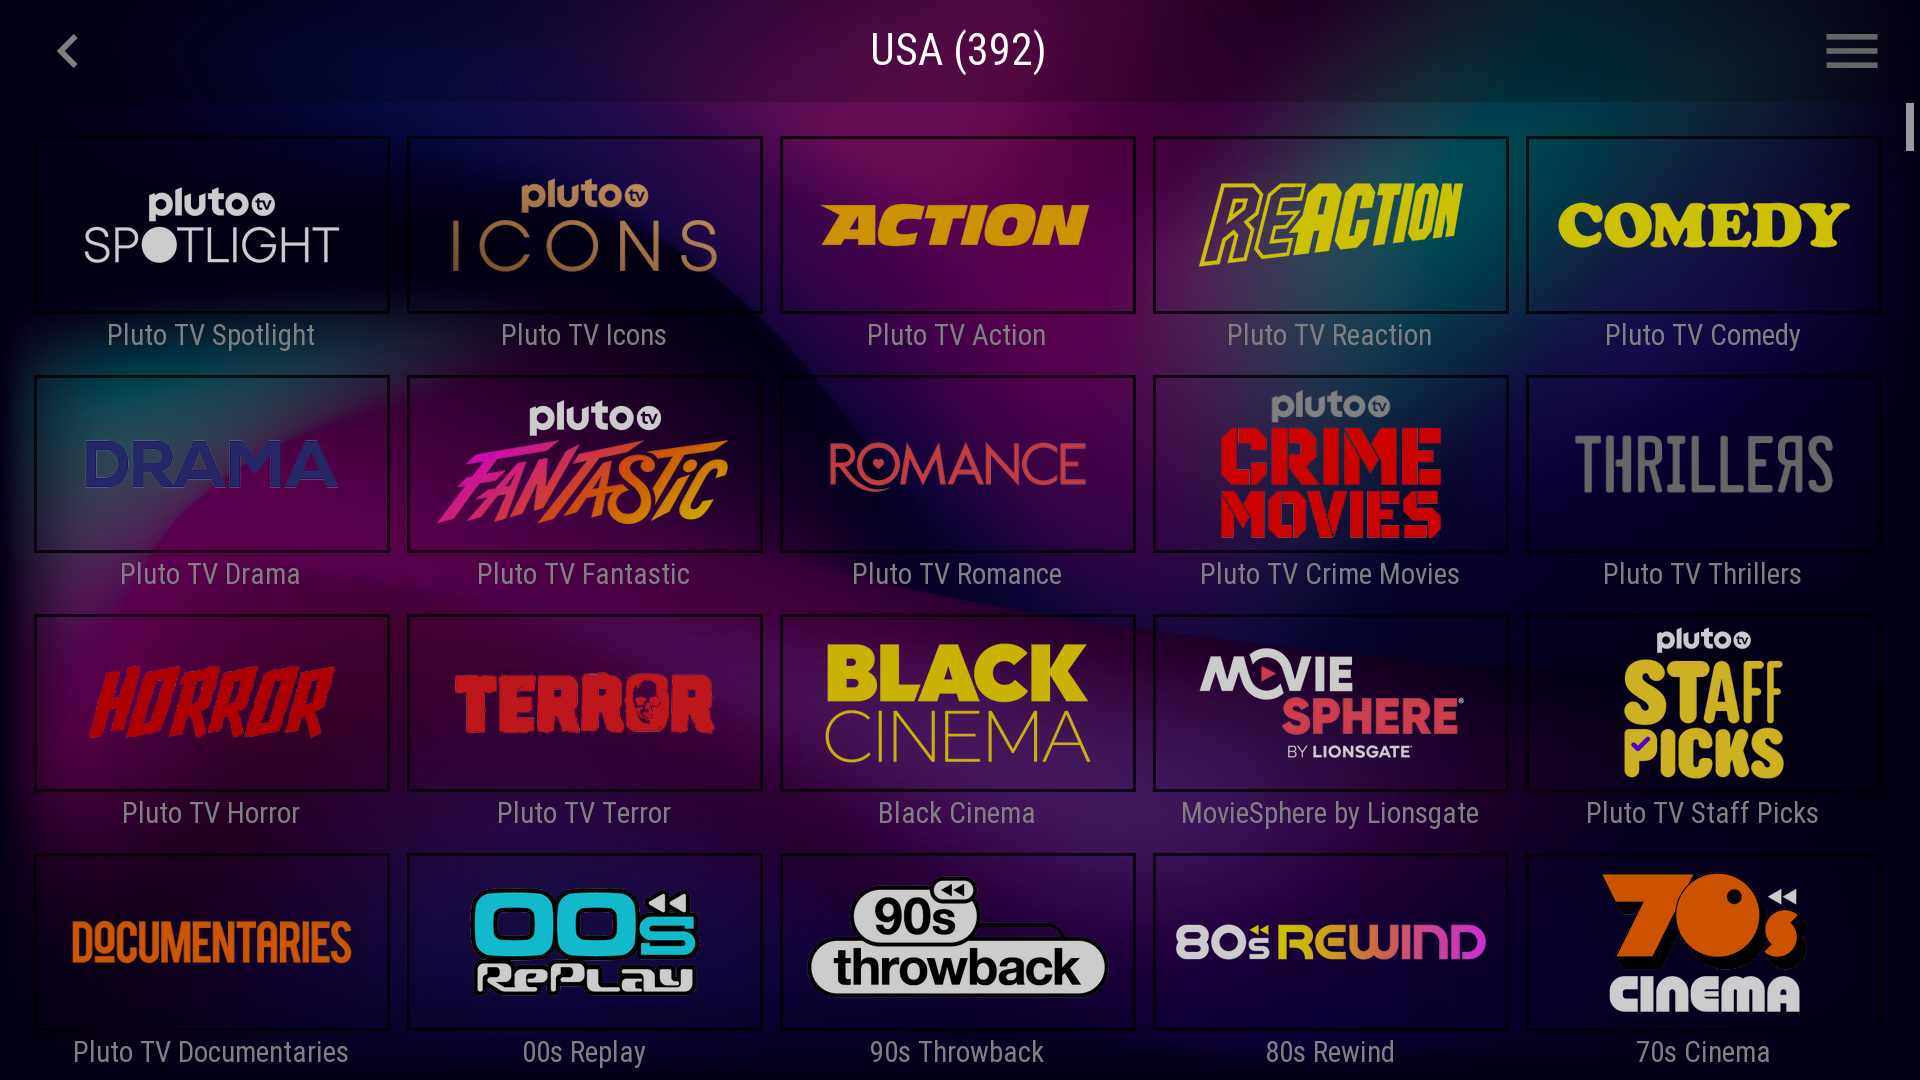 USA (392)
pluto tv
SPOTLIGHT
Pluto TV Spotlight
pluto tv
ICONS
Pluto TV Icons
ACTION
Pluto TV Action
REACTION
Pluto TV Reaction
COMEDY
Pluto TV Comedy
DRAMA
Pluto TV Drama
pluto tv
FANTASTIC
Pluto TV Fantastic
ROMANCE
Pluto TV Romance
pluto tv
CRIME
MOVIES
Pluto TV Crime Movies
THRILLERS
Pluto TV Thrillers
HORROR
Pluto TV Horror
TERROR
Pluto TV Terror
BLACK
CINEMA
Black Cinema
MOVIE
SPHERE
BY LIONSGATE
MovieSphere by Lionsgate
pluto tv
STAFF
PICKS
Pluto TV Staff Picks
DOCUMENTARIES
Pluto TV Documentaries
00s
RePLay
00s Replay
90s
throwback
90s Throwback
80s REWIND
80s Rewind
70s
CINEMA
70s Cinema